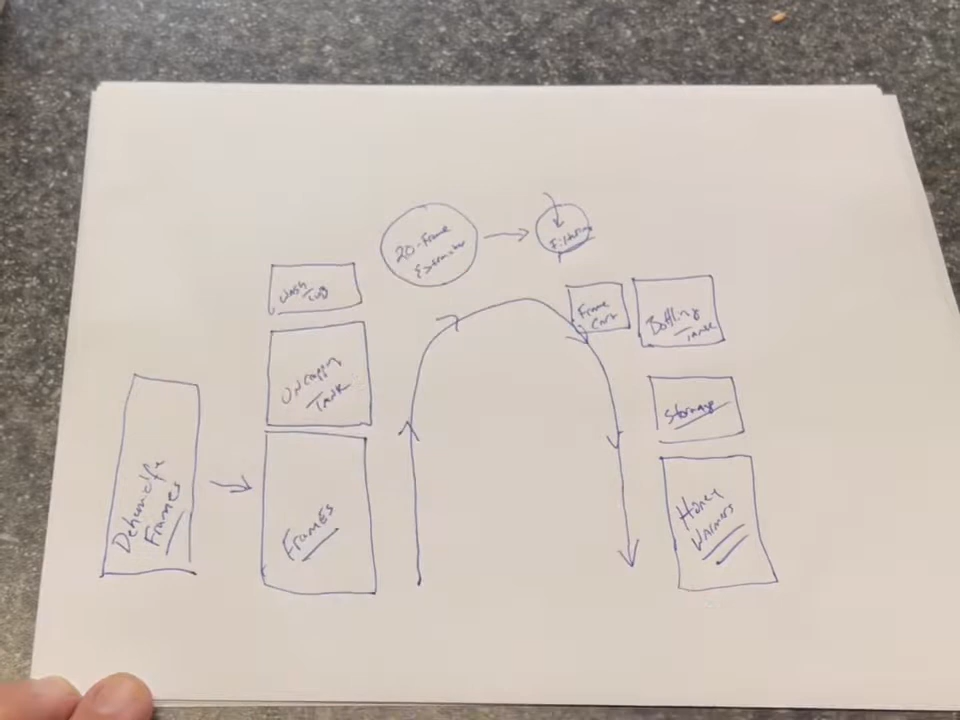 20-Frame
Extractor
Filtering
Wash
Tub
Frame
Cart
Bottling
Tank
Uncapping
Tank
Storage
Dehumidify
Frames
Frames
Honey
Warmers